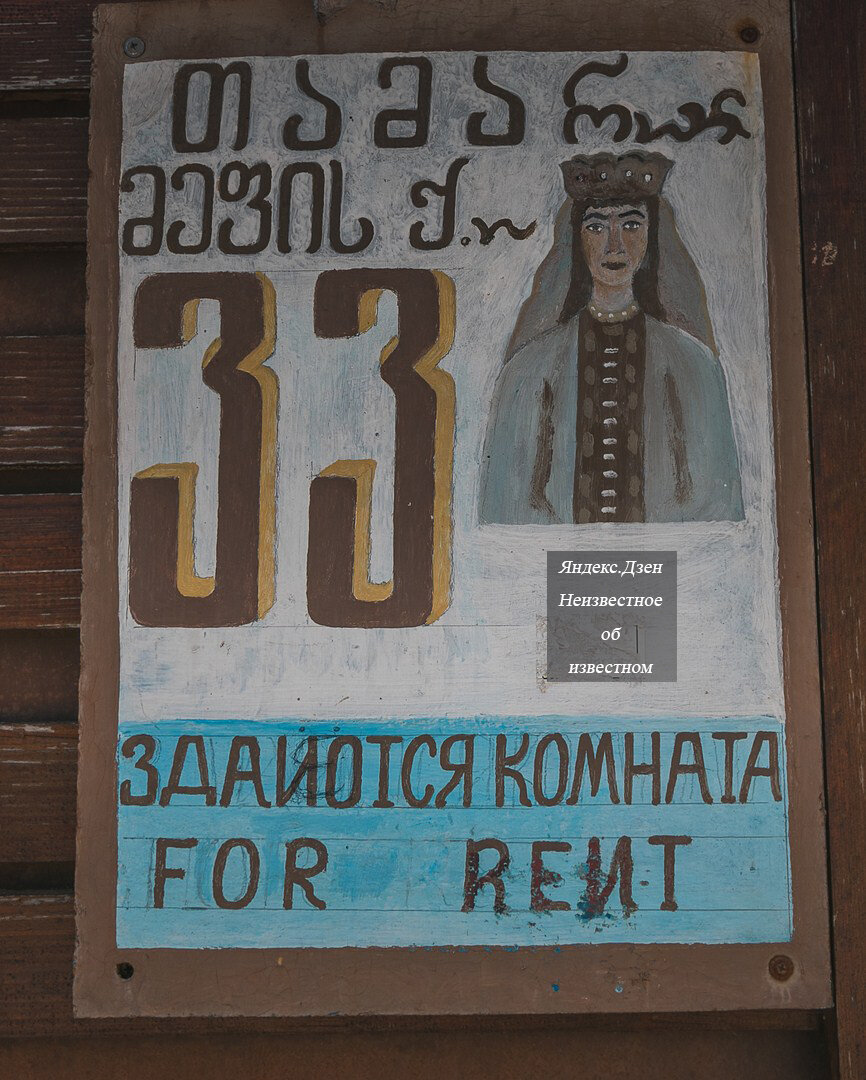 თამარ
მეფის ქ.N
33
Яндекс.Дзен
Неизвестное
об
известном
ЗДАЙОТСЯ КОМНАТА
FOR REИT